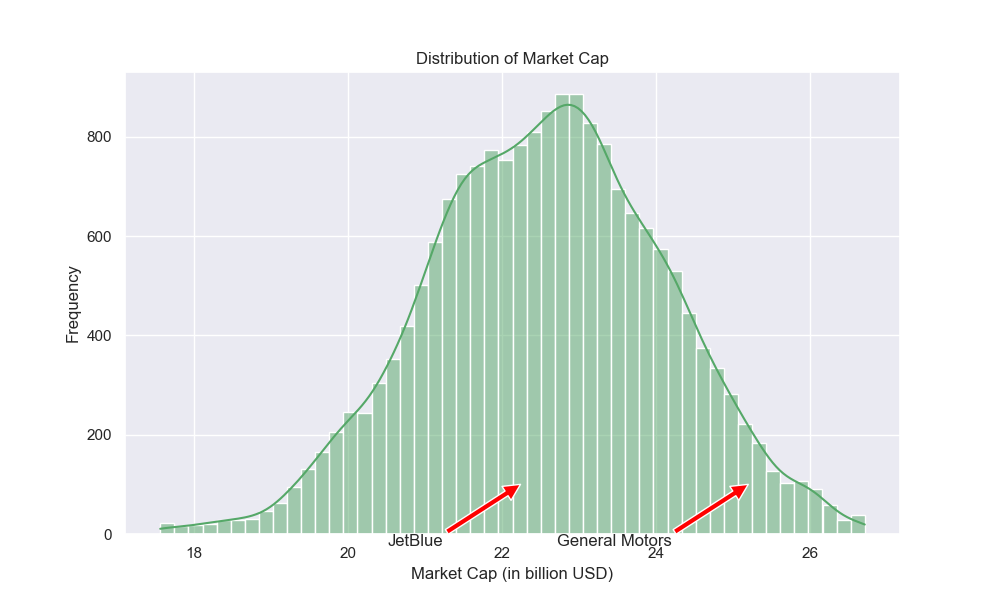 Distribution of Market Cap
Frequency
800
600
400
200
0
JetBlue
General Motors
18
20
22
24
26
Market Cap (in billion USD)